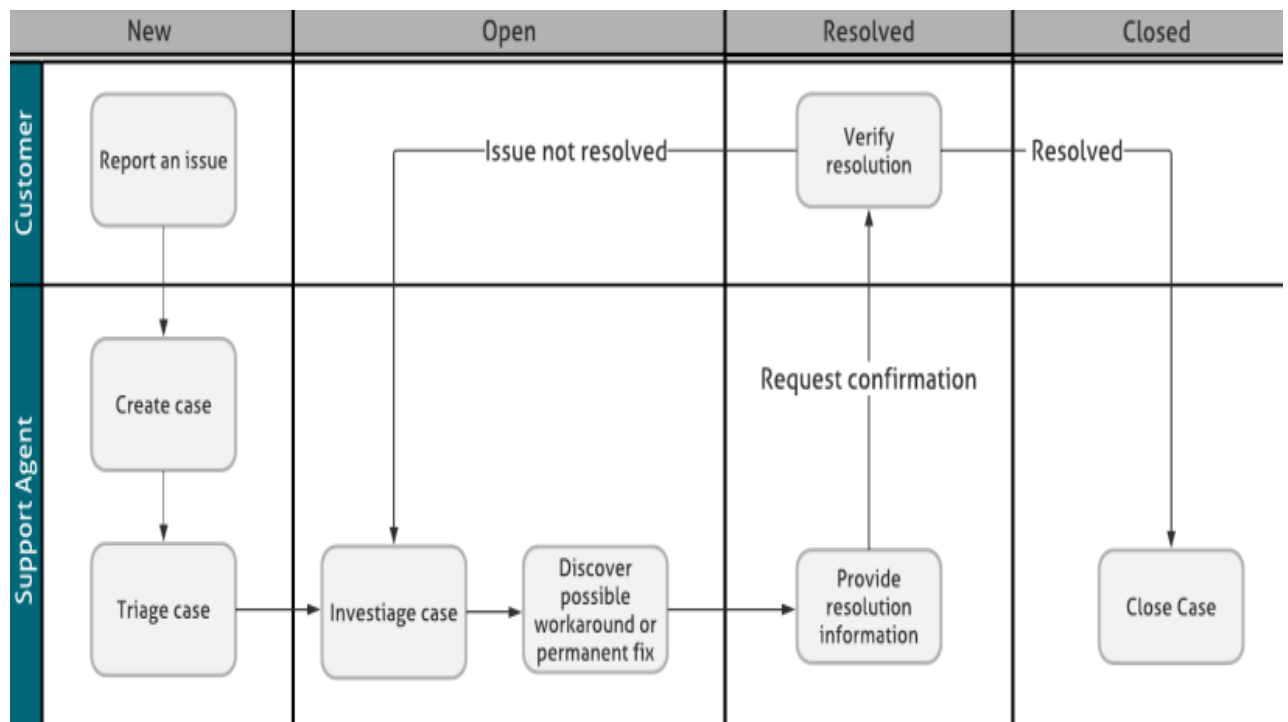 New
Open
Resolved
Closed
Customer
Report an issue
Issue not resolved
Verify
resolution
Resolved
Support Agent
Create case
Request confirmation
Triage case
Investiage case
Discover
possible
workaround or
permanent fix
Provide
resolution
information
Close Case